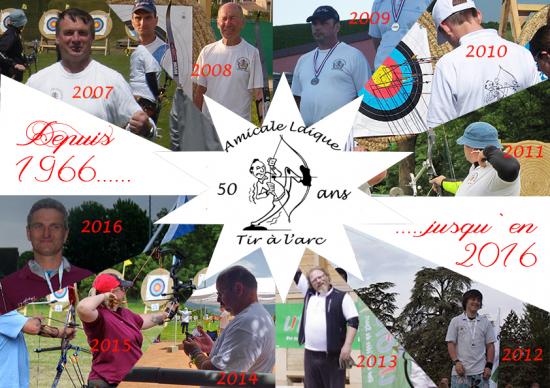 2007
2008
2009
2010
Depuis
1966......
Amicale Laïque
50 ans
Tir à l'arc
2011
.....jusqu'en
2016
2016
2015
2014
2013
2012